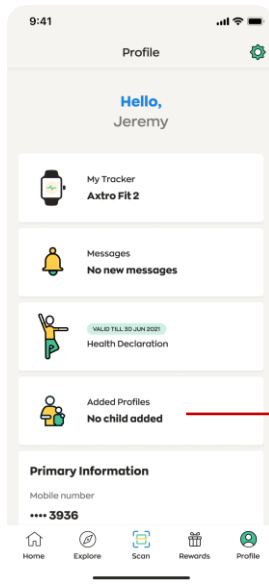 9:41
Profile
Hello,
Jeremy
My Tracker
Axtro Fit 2
Messages
No new messages
VALID TILL 30 JUN 2021
Health Declaration
Added Profiles
No child added
Primary Information
Mobile number
•••• 3936
Home Explore Scan Rewards Profile